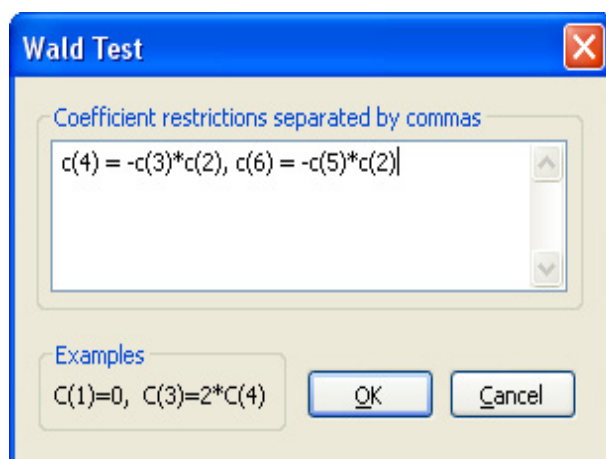 Wald Test
Coefficient restrictions separated by commas
c(4) = -c(3)*c(2), c(6) = -c(5)*c(2)
Examples
C(1)=0, C(3)=2*C(4)
OK
Cancel